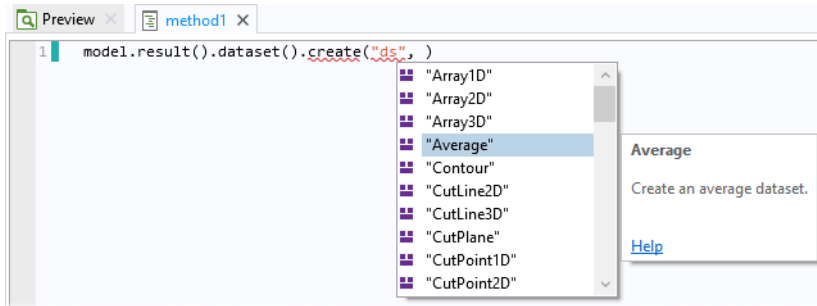 Preview
method1
1 model.result().dataset().create("ds", )
"Array1D"
"Array2D"
"Array3D"
"Average"
"Contour"
"CutLine2D"
"CutLine3D"
"CutPlane"
"CutPoint1D"
"CutPoint2D"
Average
Create an average dataset.
Help